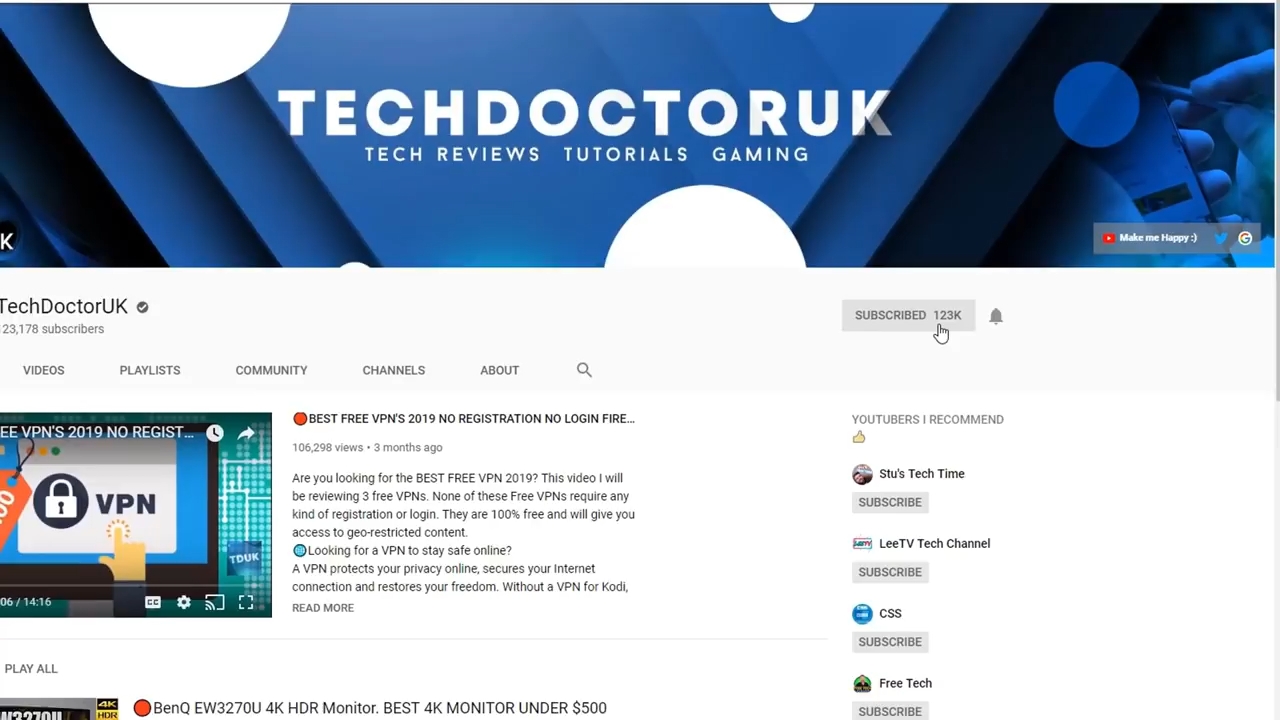 TECHDOCTORUK
TECH REVIEWS TUTORIALS GAMING
K
Make me Happy :)
TechDoctorUK
123,178 subscribers
SUBSCRIBED 123K
VIDEOS PLAYLISTS COMMUNITY CHANNELS ABOUT
EE VPN'S 2019 NO REGIST...
VPN
TDUK
06 / 14:16
CC
🔴BEST FREE VPN'S 2019 NO REGISTRATION NO LOGIN FIRE...
106,298 views • 3 months ago
Are you looking for the BEST FREE VPN 2019? This video I will
be reviewing 3 free VPNs. None of these Free VPNs require any
kind of registration or login. They are 100% free and will give you
access to geo-restricted content.
🌐Looking for a VPN to stay safe online?
A VPN protects your privacy online, secures your Internet
connection and restores your freedom. Without a VPN for Kodi,
READ MORE
YOUTUBERS I RECOMMEND
👍
Stu's Tech Time
SUBSCRIBE
LeeTV Tech Channel
SUBSCRIBE
CSS
SUBSCRIBE
Free Tech
SUBSCRIBE
PLAY ALL
4K
HDR
🔴BenQ EW3270U 4K HDR Monitor. BEST 4K MONITOR UNDER $500